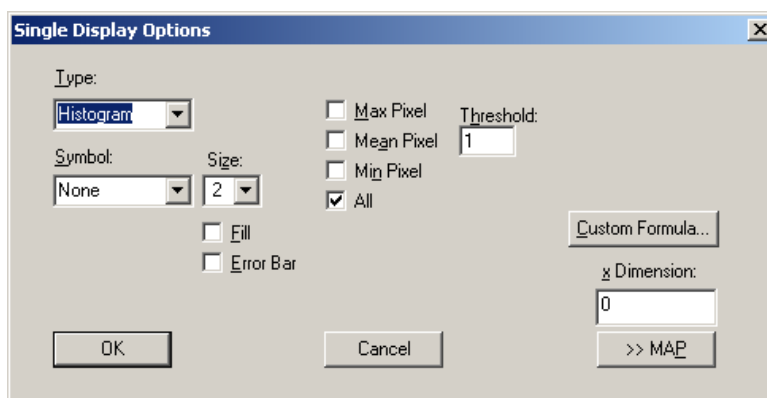 Single Display Options
Type:
Histogram
Symbol:
None
Size:
2
Fill
Error Bar
Max Pixel
Mean Pixel
Min Pixel
All
Threshold:
1
Custom Formula...
x Dimension:
0
OK
Cancel
>> MAP